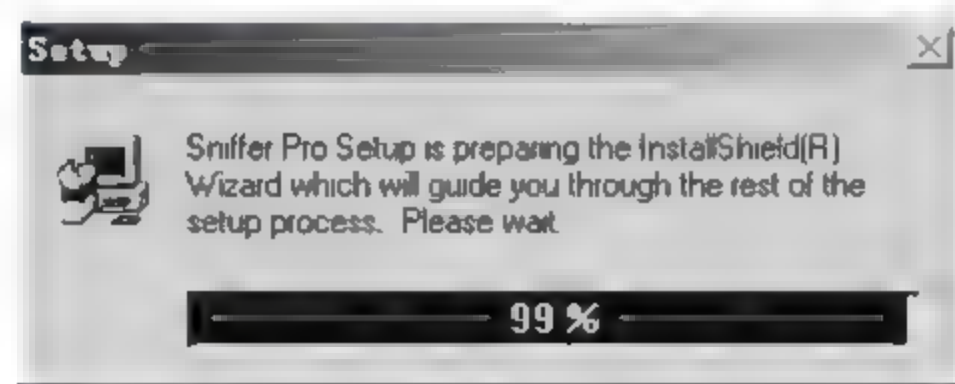 Setup
Sniffer Pro Setup is preparing the InstallShield(R)
Wizard which will guide you through the rest of the
setup process. Please wait.
99 %